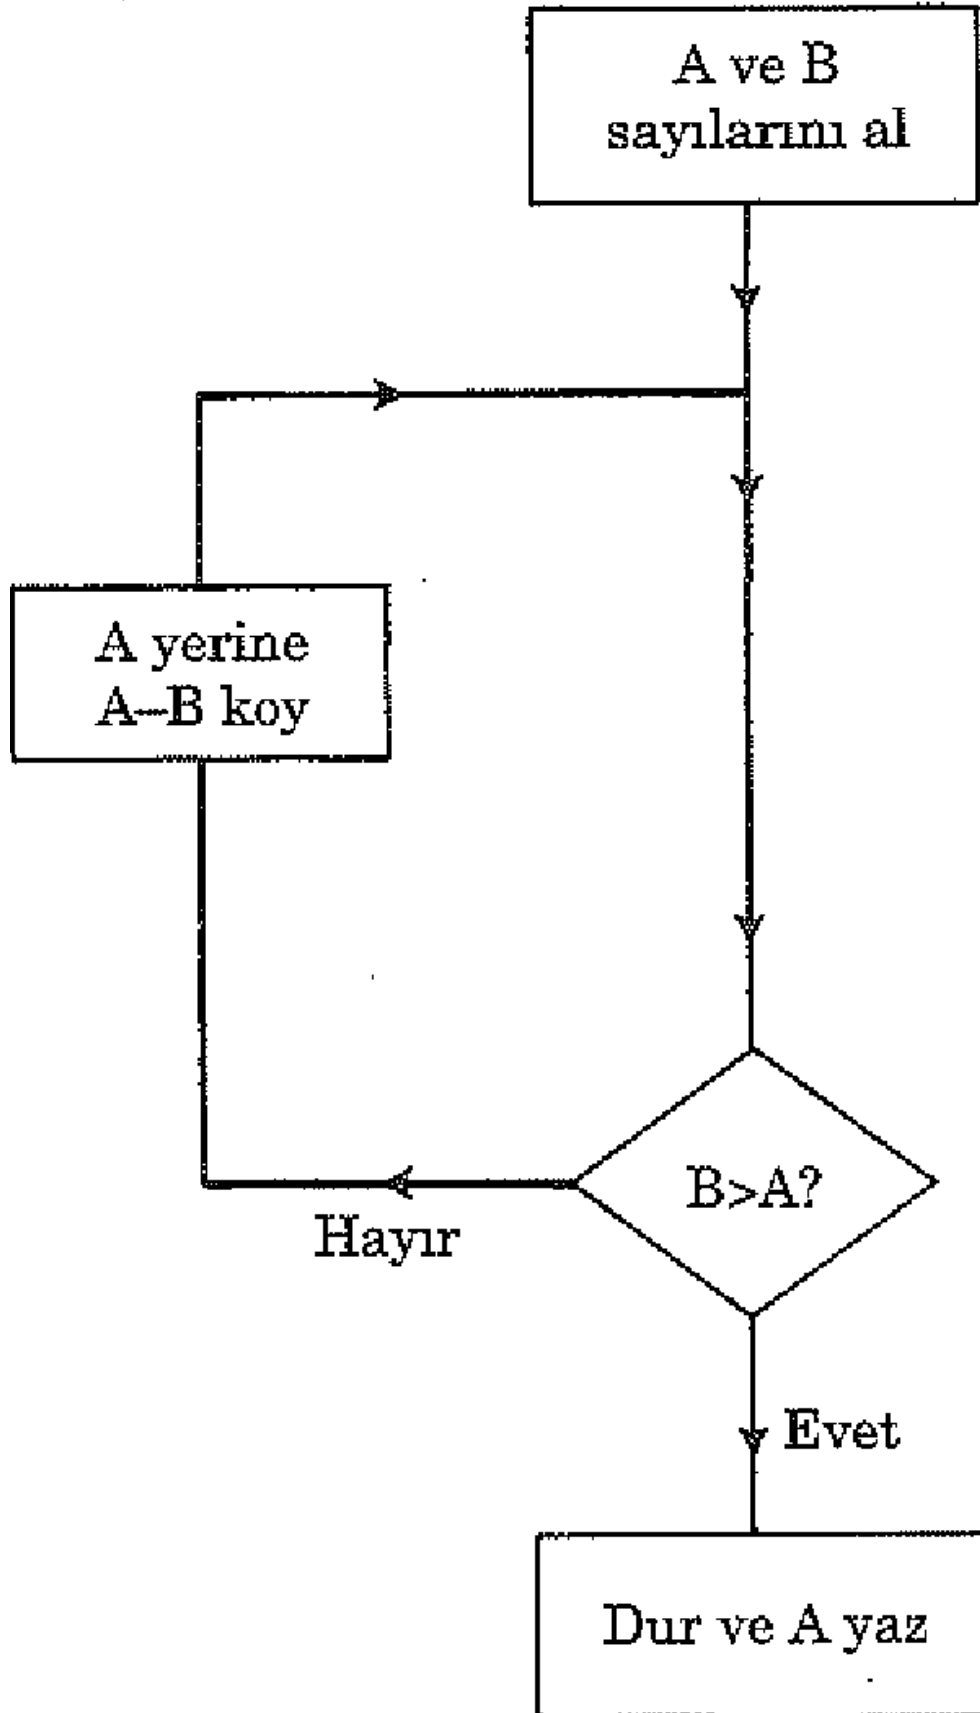 A ve B
sayılarını al
A yerine
A–B koy
B>A?
Hayır
Evet
Dur ve A yaz